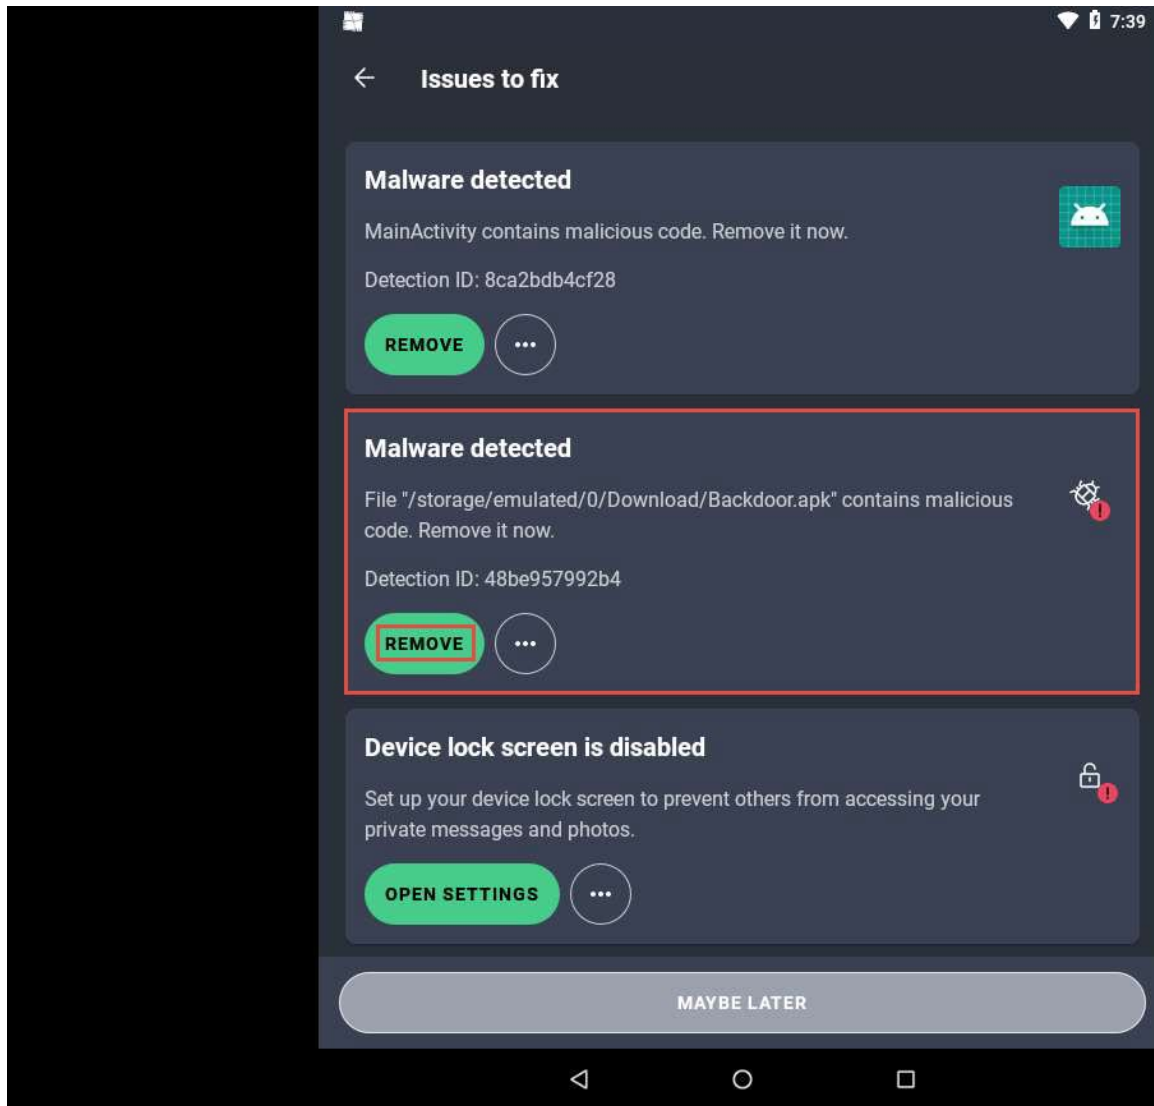 7:39
Issues to fix
Malware detected
MainActivity contains malicious code. Remove it now.
Detection ID: 8ca2bdb4cf28
REMOVE
Malware detected
File "/storage/emulated/0/Download/Backdoor.apk" contains malicious
code. Remove it now.
Detection ID: 48be957992b4
REMOVE
Device lock screen is disabled
Set up your device lock screen to prevent others from accessing your
private messages and photos.
OPEN SETTINGS
MAYBE LATER